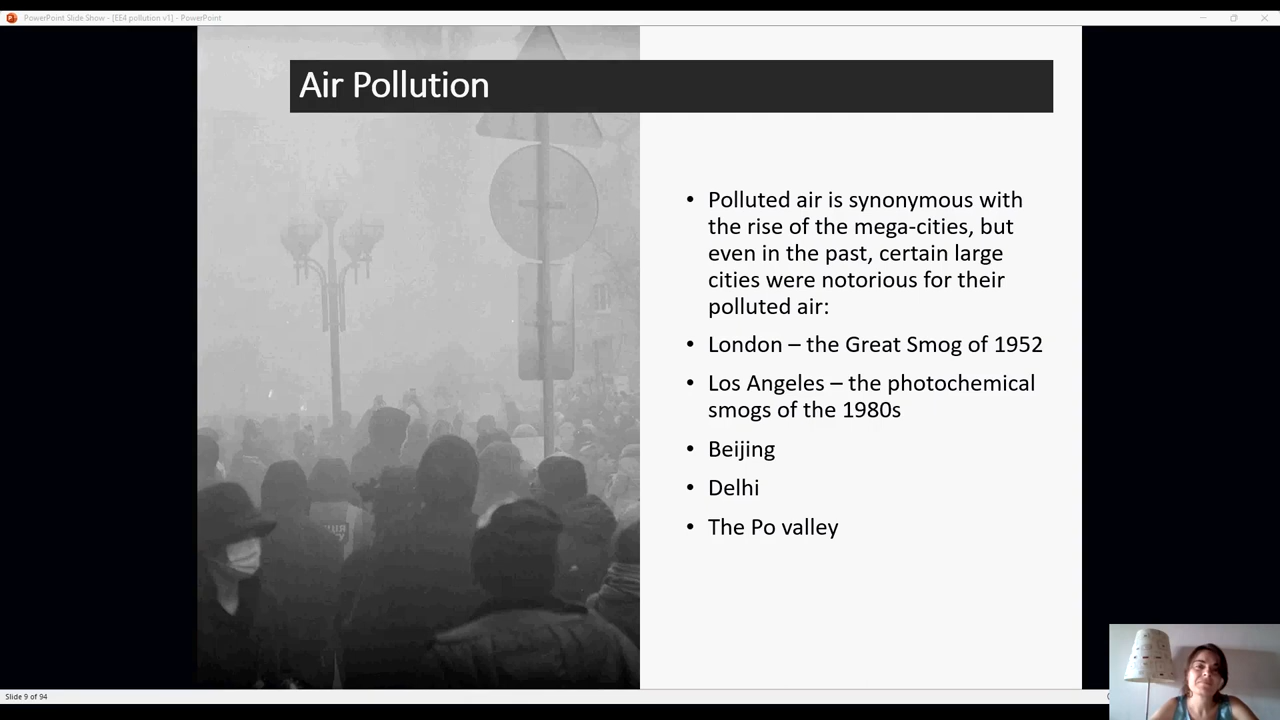 PowerPoint Slide Show - [EE4 pollution v1] - PowerPoint
Air Pollution
• Polluted air is synonymous with
the rise of the mega-cities, but
even in the past, certain large
cities were notorious for their
polluted air:
• London – the Great Smog of 1952
• Los Angeles – the photochemical
smogs of the 1980s
• Beijing
• Delhi
• The Po valley
Slide 9 of 94